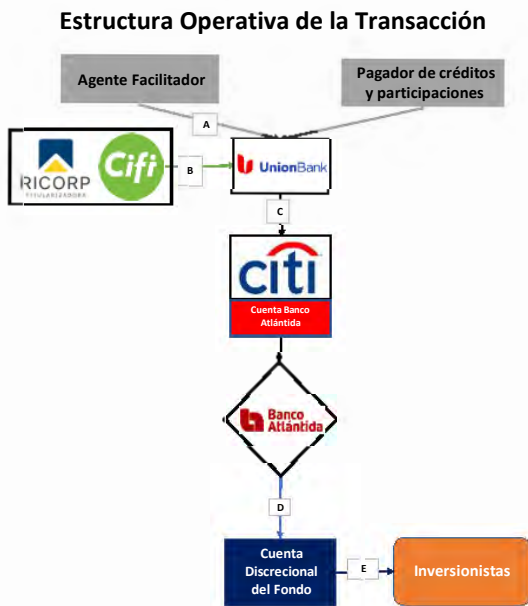 Estructura Operativa de la Transacción
Agente Facilitador
Pagador de créditos
y participaciones
A
RICORP
TITULARIZADORA
Cifi
B
UnionBank
C
citi
Cuenta Banco
Atlántida
Banco
Atlántida
D
Cuenta
Discrecional
del Fondo
E
Inversionistas